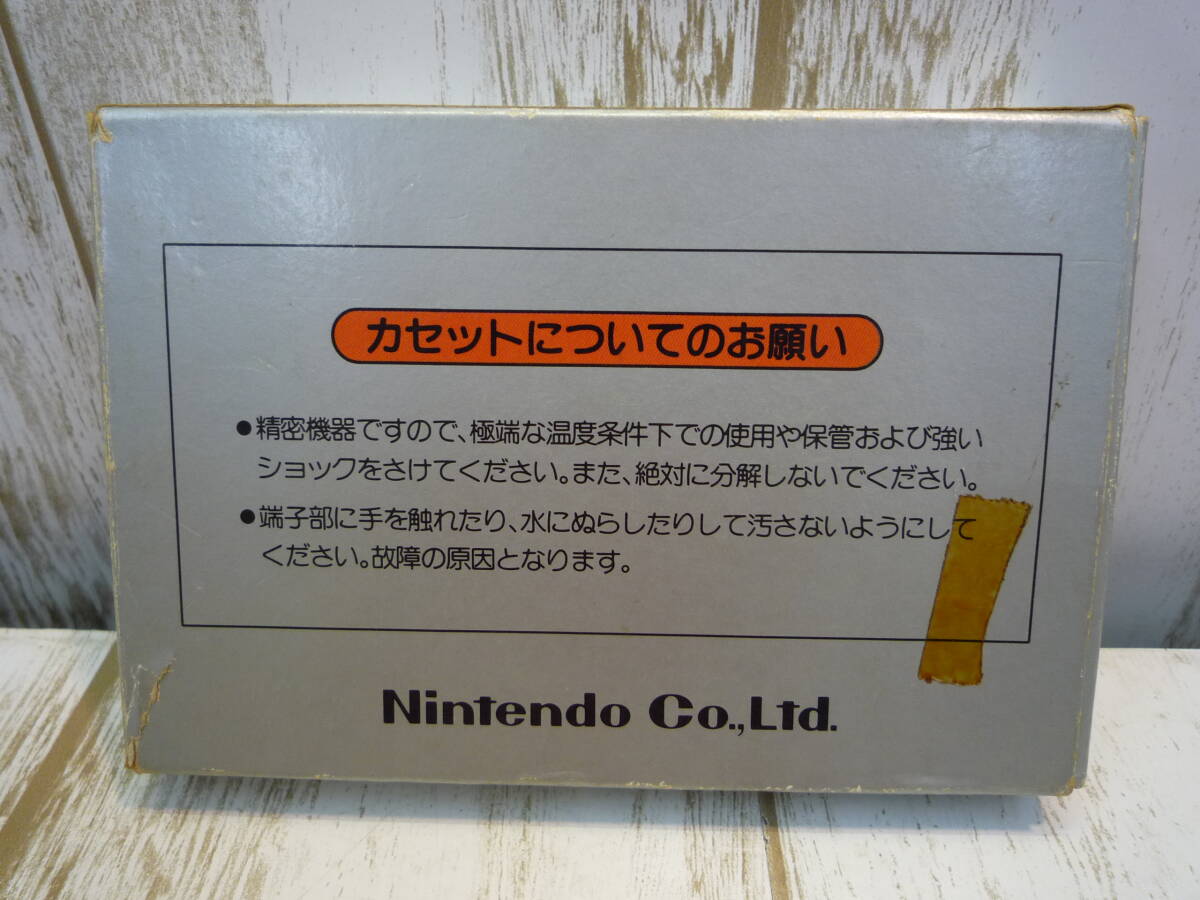 カセットについてのお願い
●精密機器ですので、極端な温度条件下での使用や保管および強い
ショックをさけてください。また、絶対に分解しないでください。
●端子部に手を触れたり、水にぬらしたりして汚さないようにして
ください。故障の原因となります。
Nintendo Co.,Ltd.